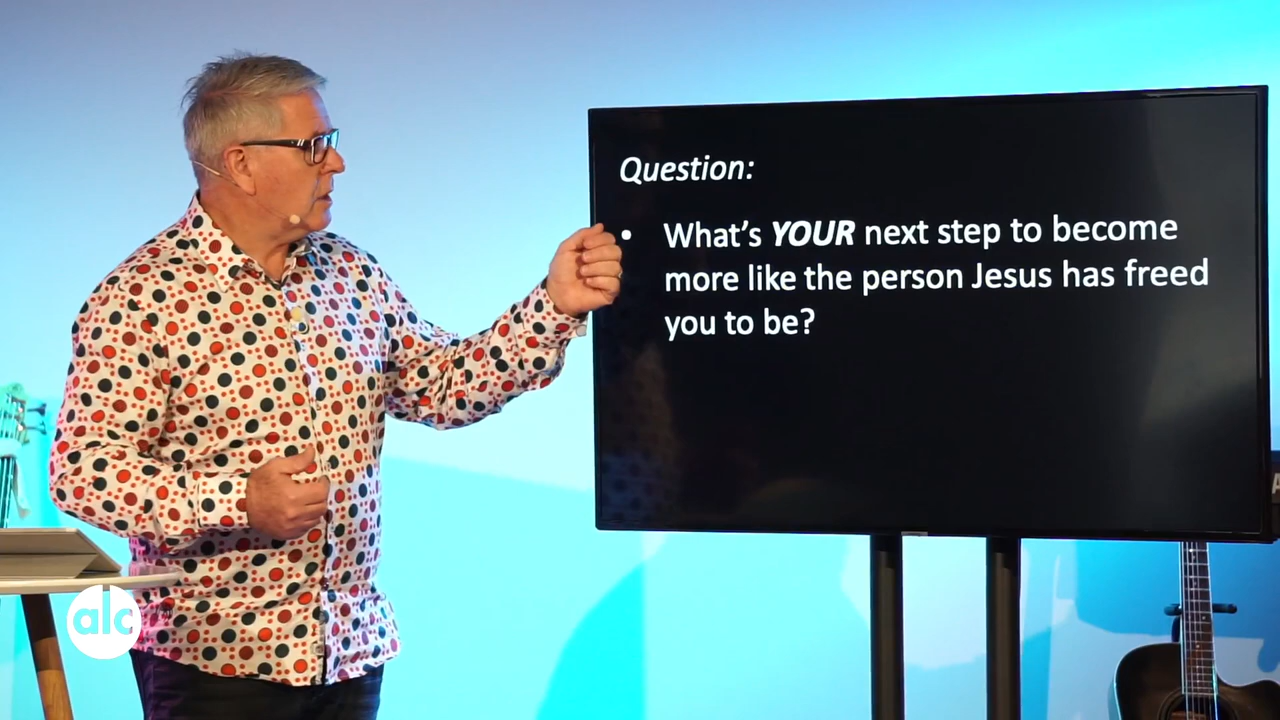 Question:
• What's YOUR next step to become
more like the person Jesus has freed
you to be?
alc